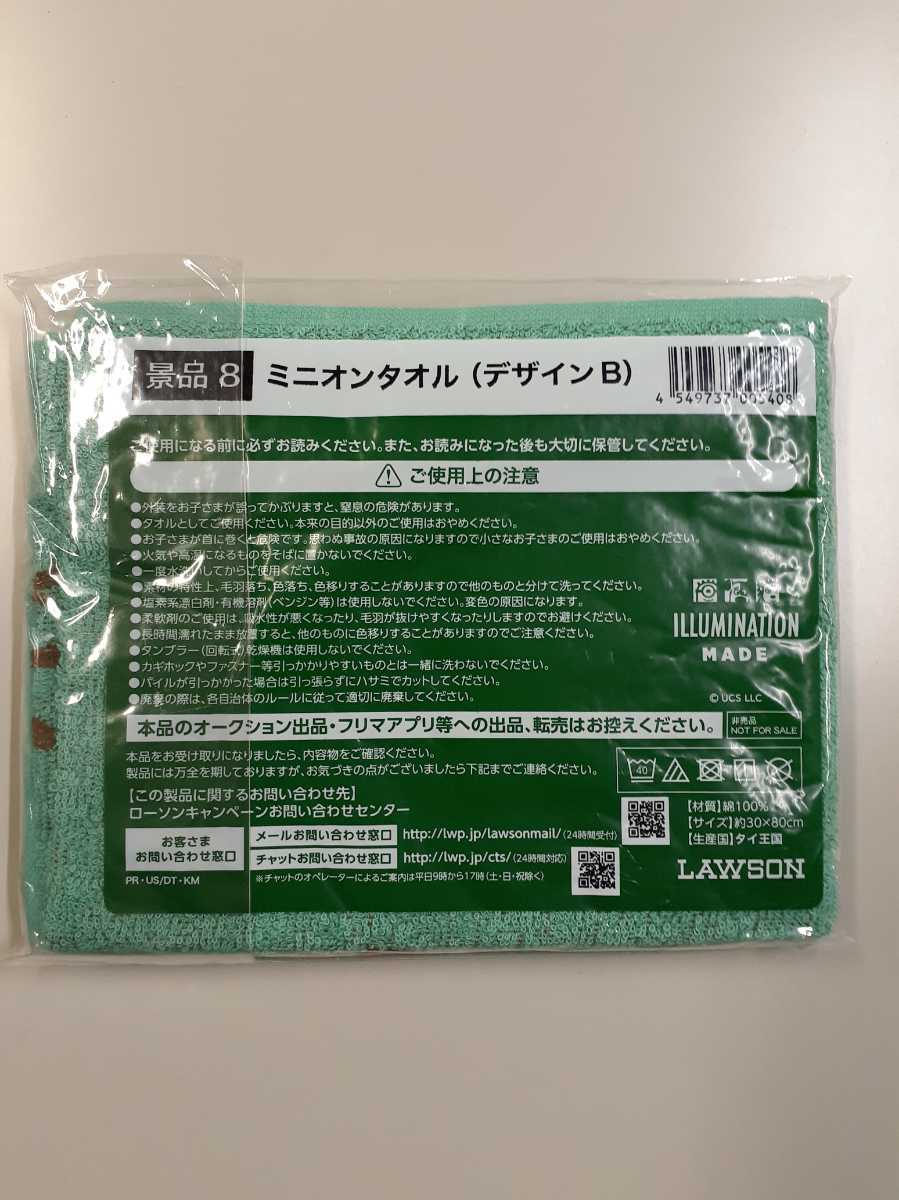 景品 8 ミニオンタオル（デザインB）
4 549737 005408
ご使用になる前に必ずお読みください。また、お読みになった後も大切に保管してください。
ご使用上の注意
●外装をお子さまが誤ってかぶりますと、窒息の危険があります。
●タオルとしてご使用ください。本来の目的以外のご使用はおやめください。
●お子さまが首に巻くと危険です。思わぬ事故の原因になりますので小さなお子さまのご使用はおやめください。
●火気や高温になるものをそばに置かないでください。
●一度水洗いしてからご使用ください。
●素材の特性上、毛羽落ち、色落ち、色移りすることがありますので他のものと分けて洗ってください。
●塩素系漂白剤・有機溶剤（ベンジン等）は使用しないでください。変色の原因になります。
●柔軟剤のご使用は、吸水性が悪くなったり、毛羽が抜けやすくなったりしますのでお避けください。
●長時間濡れたまま放置すると、他のものに色移りすることがありますのでご注意ください。
●タンブラー（回転式）乾燥機は使用しないでください。
●カギホックやファスナー等引っかかりやすいものとは一緒に洗わないでください。
●パイルが引っかかった場合は引っ張らずにハサミでカットしてください。
●廃棄の際は、各自治体のルールに従って適切に廃棄してください。
ILLUMINATION
MADE
© UCS LLC
本品のオークション出品・フリマアプリ等への出品、転売はお控えください。
非売品
NOT FOR SALE
本品をお受け取りになりましたら、内容物をご確認ください。
製品には万全を期しておりますが、お気づきの点がございましたら下記までご連絡ください。
【この製品に関するお問い合わせ先】
ローソンキャンペーンお問い合わせセンター
お客さま
お問い合わせ窓口
メールお問い合わせ窓口 http://lwp.jp/lawsonmail/（24時間受付）
チャットお問い合わせ窓口 http://lwp.jp/cts/（24時間対応）
※チャットのオペレーターによるご案内は平日9時から17時（土・日・祝除く）
PR・US/DT・KM
40
【材質】綿100%
【サイズ】約30×80cm
【生産国】タイ王国
LAWSON